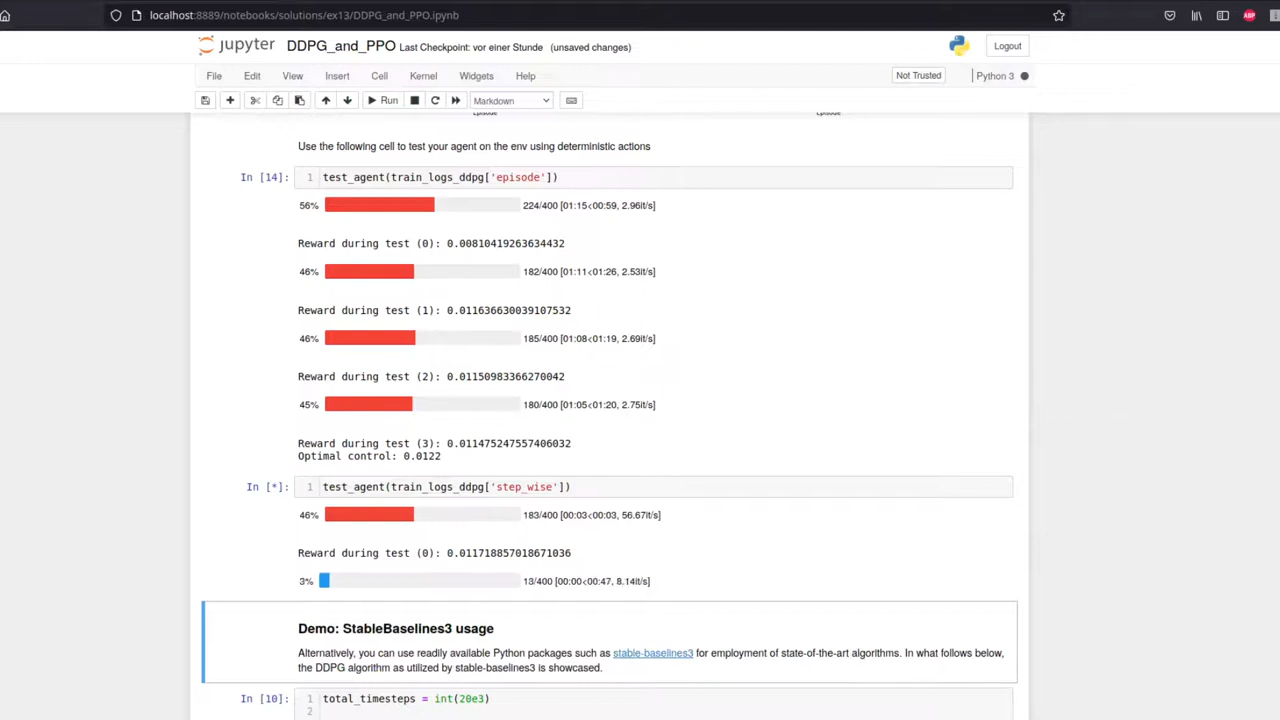 localhost:8889/notebooks/solutions/ex13/DDPG_and_PPO.ipynb
ABP
jupyter DDPG_and_PPO Last Checkpoint: vor einer Stunde (unsaved changes) Logout
File Edit View Insert Cell Kernel Widgets Help Not Trusted Python 3
Run Markdown
Episode Episode
Use the following cell to test your agent on the env using deterministic actions
In [14]: 1 test_agent(train_logs_ddpg['episode'])
56% 224/400 [01:15<00:59, 2.96it/s]
Reward during test (0): 0.00810419263634432
46% 182/400 [01:11<01:26, 2.53it/s]
Reward during test (1): 0.011636630039107532
46% 185/400 [01:08<01:19, 2.69it/s]
Reward during test (2): 0.01150983366270042
45% 180/400 [01:05<01:20, 2.75it/s]
Reward during test (3): 0.011475247557406032
Optimal control: 0.0122
In [*]: 1 test_agent(train_logs_ddpg['step_wise'])
46% 183/400 [00:03<00:03, 56.67it/s]
Reward during test (0): 0.011718857018671036
3% 13/400 [00:00<00:47, 8.14it/s]
Demo: StableBaselines3 usage
Alternatively, you can use readily available Python packages such as stable-baselines3 for employment of state-of-the-art algorithms. In what follows below,
the DDPG algorithm as utilized by stable-baselines3 is showcased.
In [10]: 1 total_timesteps = int(20e3)
2